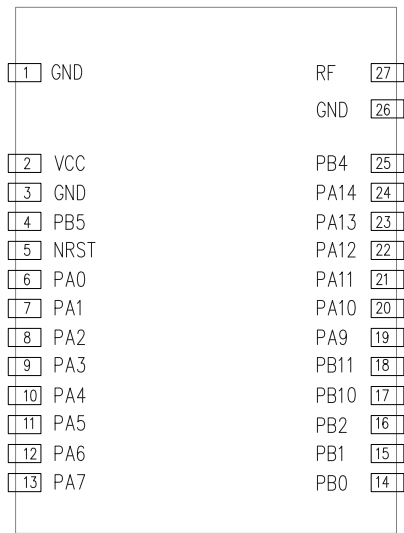 1 GND RF 27
GND 26
2 VCC PB4 25
3 GND PA14 24
4 PB5 PA13 23
5 NRST PA12 22
6 PA0 PA11 21
7 PA1 PA10 20
8 PA2 PA9 19
9 PA3 PB11 18
10 PA4 PB10 17
11 PA5 PB2 16
12 PA6 PB1 15
13 PA7 PB0 14